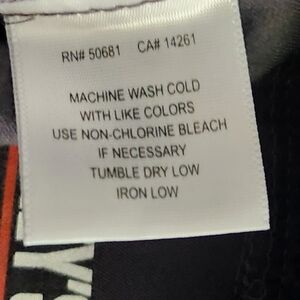 RN# 50681 CA# 14261
MACHINE WASH COLD
WITH LIKE COLORS
USE NON-CHLORINE BLEACH
IF NECESSARY
TUMBLE DRY LOW
IRON LOW
Y'S